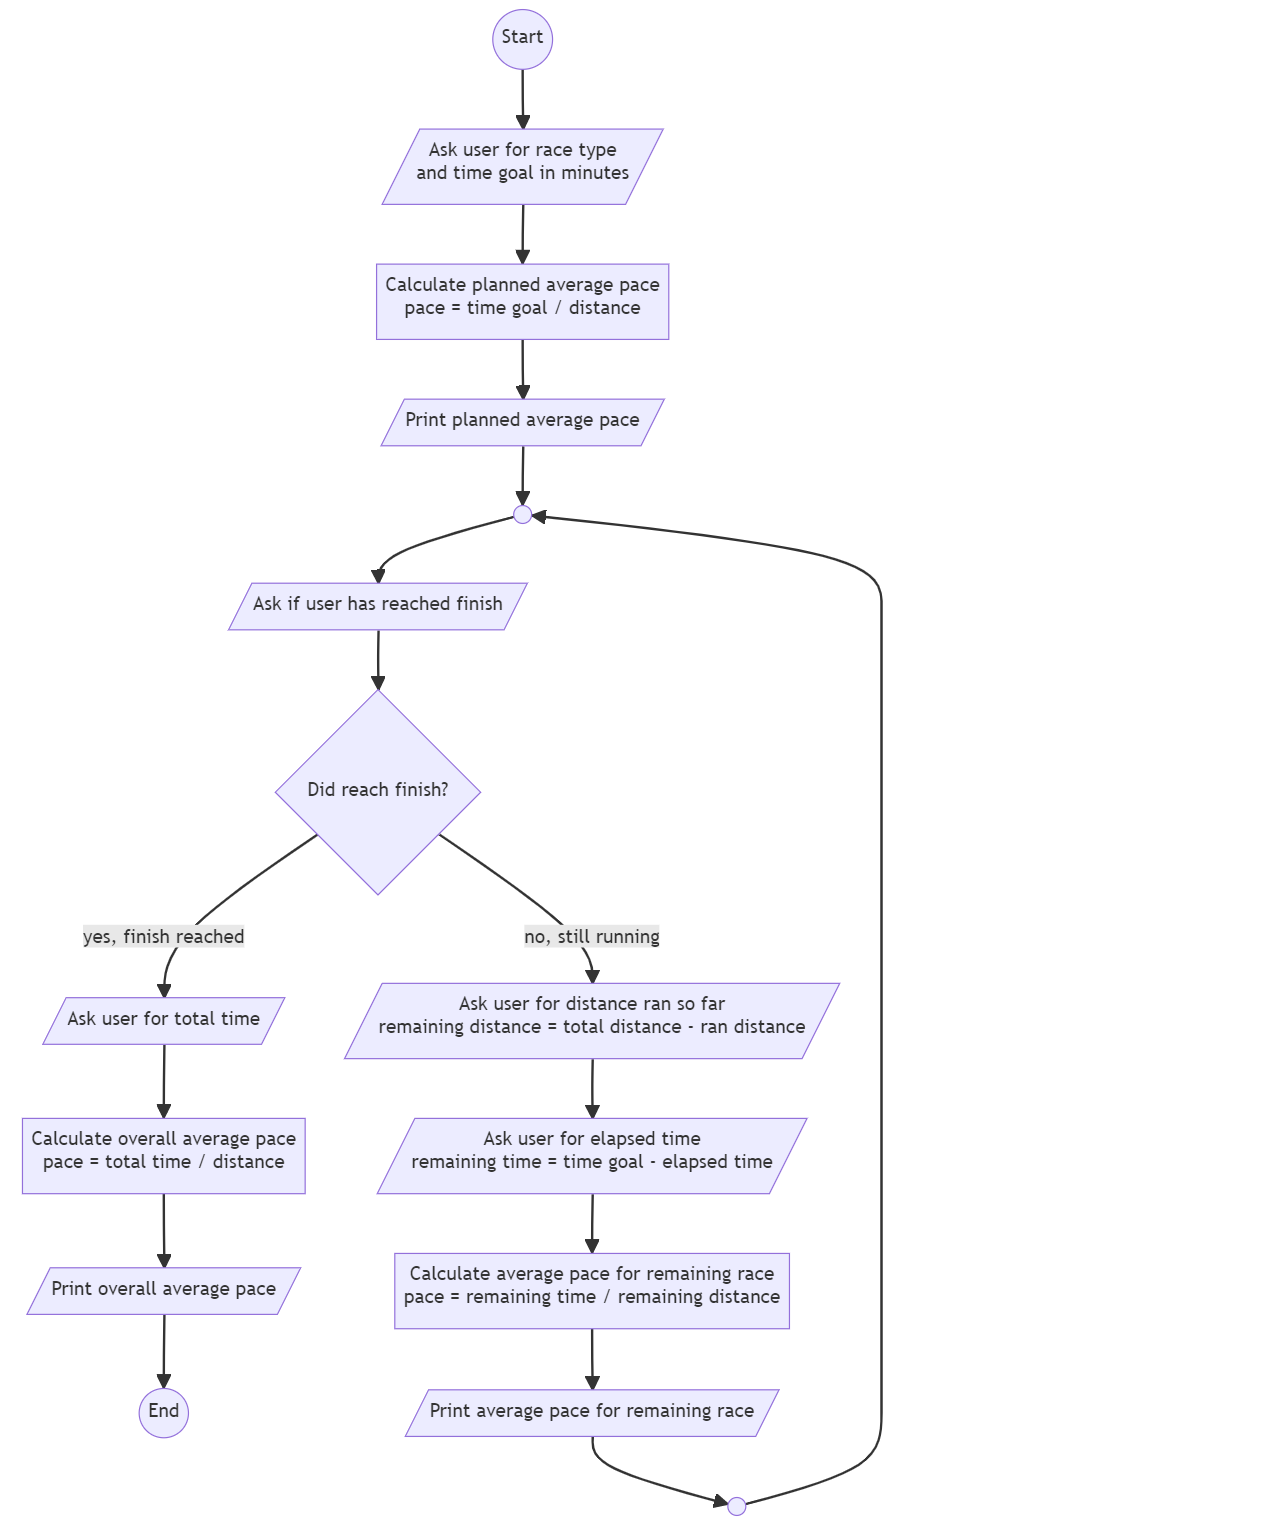 Start
Ask user for race type
and time goal in minutes
Calculate planned average pace
pace = time goal / distance
Print planned average pace
Ask if user has reached finish
Did reach finish?
yes, finish reached
no, still running
Ask user for total time
Calculate overall average pace
pace = total time / distance
Print overall average pace
End
Ask user for distance ran so far
remaining distance = total distance - ran distance
Ask user for elapsed time
remaining time = time goal - elapsed time
Calculate average pace for remaining race
pace = remaining time / remaining distance
Print average pace for remaining race